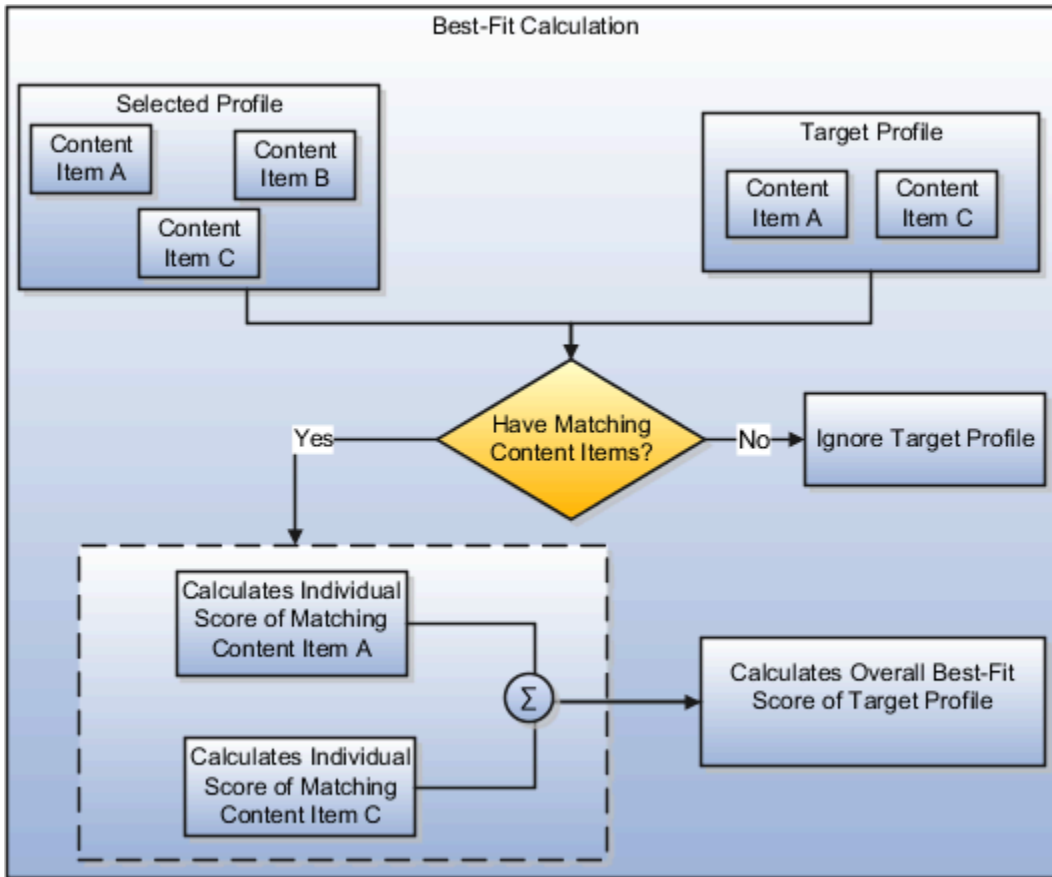 Best-Fit Calculation
Selected Profile
Content
Item A
Content
Item B
Content
Item C
Target Profile
Content
Item A
Content
Item C
Have Matching
Content Items?
Yes
No
Ignore Target Profile
Calculates Individual
Score of Matching
Content Item A
Σ
Calculates Individual
Score of Matching
Content Item C
Calculates Overall Best-Fit
Score of Target Profile